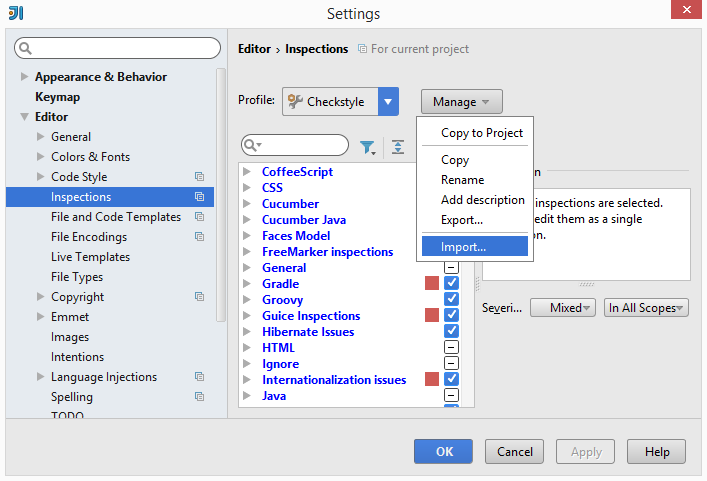 Settings
Editor › Inspections For current project
Appearance & Behavior
Keymap
Editor
General
Colors & Fonts
Code Style
Inspections
File and Code Templates
File Encodings
Live Templates
File Types
Copyright
Emmet
Images
Intentions
Language Injections
Spelling
TODO
Profile: Checkstyle Manage
Copy to Project
Copy
Rename
Add description
Export...
Import...
CoffeeScript
CSS
Cucumber
Cucumber Java
Faces Model
FreeMarker inspections
General
Gradle
Groovy
Guice Inspections
Hibernate Issues
HTML
Ignore
Internationalization issues
Java
inspections are selected.
edit them as a single
Severi... Mixed In All Scopes
OK Cancel Apply Help